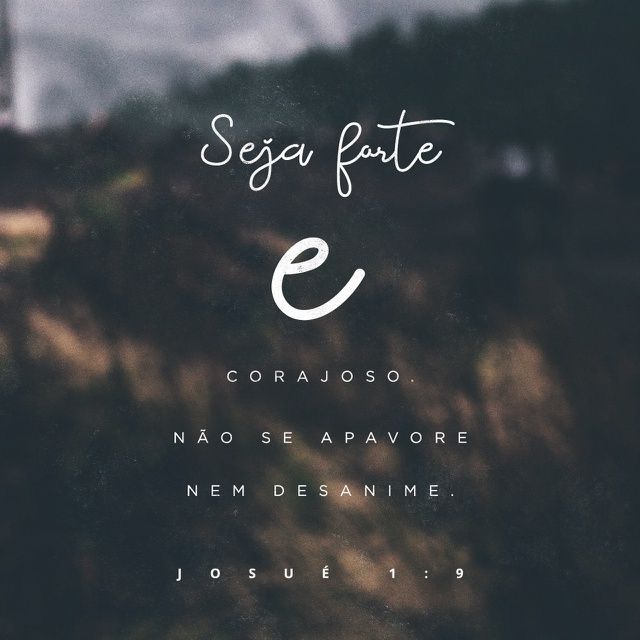 Seja forte
e
CORAJOSO.
NÃO SE APAVORE
NEM DESANIME.
JOSUÉ 1:9